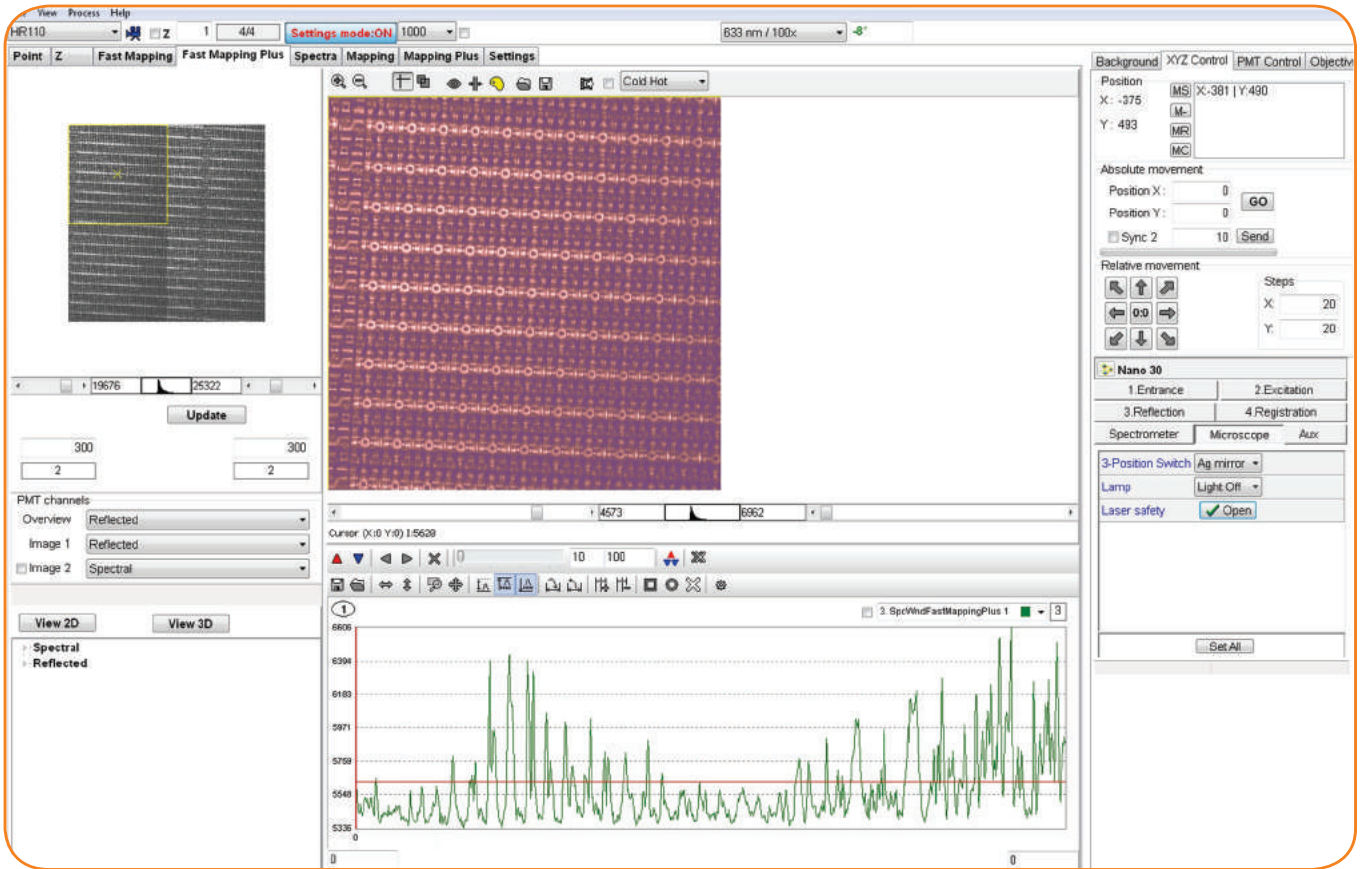 View Process Help
HR110 Z 1 4/4 Settings mode:ON 1000 633 nm / 100x -8°
Point Z Fast Mapping Fast Mapping Plus Spectra Mapping Mapping Plus Settings
Background XYZ Control PMT Control Objectiv
Cold Hot
Position
X: -375
Y: 493
MS
M-
MR
MC
X:-381 | Y:490
Absolute movement
Position X: 0
Position Y: 0
GO
Sync 2 10 Send
Relative movement
0:0
Steps
X: 20
Y: 20
Nano 30
1.Entrance 2.Excitation
3.Reflection 4.Registration
Spectrometer Microscope Aux
3-Position Switch Ag mirror
Lamp Light Off
Laser safety Open
Set All
19676 25322
Update
300 300
2 2
PMT channels
Overview Reflected
Image 1 Reflected
Image 2 Spectral
View 2D View 3D
Spectral
Reflected
4573 6962
Cursor: (X:0 Y:0) I:5628
0 10 100
1
3. SpcWndFastMappingPlus 1 3
6606
6394
6183
5971
5759
5548
5336
0
0 0